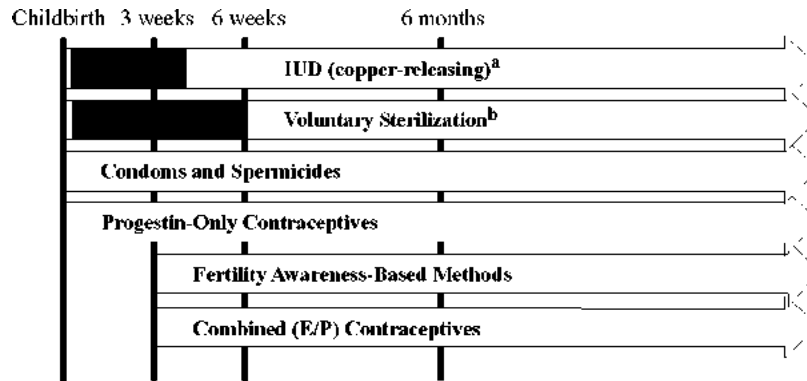 Childbirth 3 weeks 6 weeks 6 months
IUD (copper-releasing)a
Voluntary Sterilizationb
Condoms and Spermicides
Progestin-Only Contraceptives
Fertility Awareness-Based Methods
Combined (E/P) Contraceptives